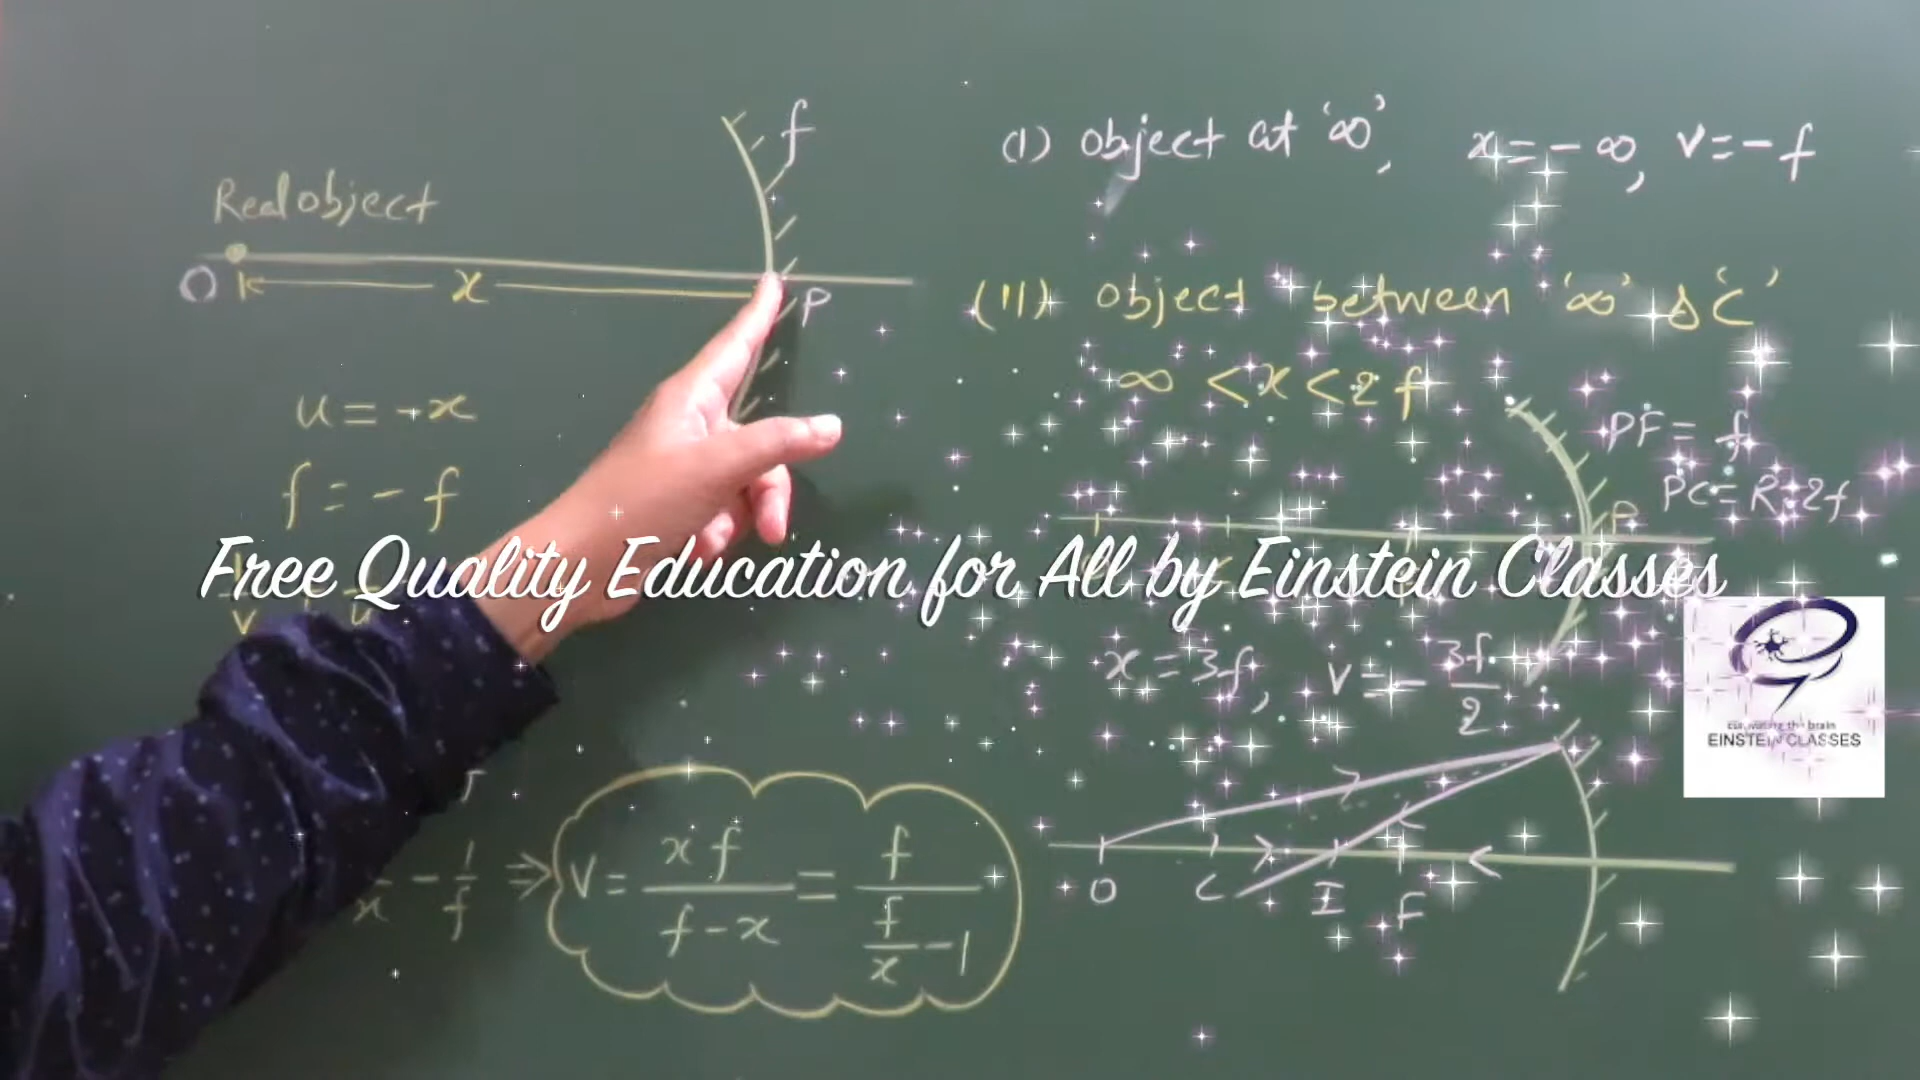 f
Real object
O x P
u = -x
f = - f
v u
x - 1/f ⇒ v = xf/(f-x) = f/(f/x - 1)
(I) object at '∞', x = -∞, v = -f
(II) object between '∞' & 'C'
∞ < x < 2f
PF = f
PC = R = 2f
P
x = 3f, v = - 3f/2
O C I F
Free Quality Education for All by Einstein Classes
EINSTEIN CLASSES